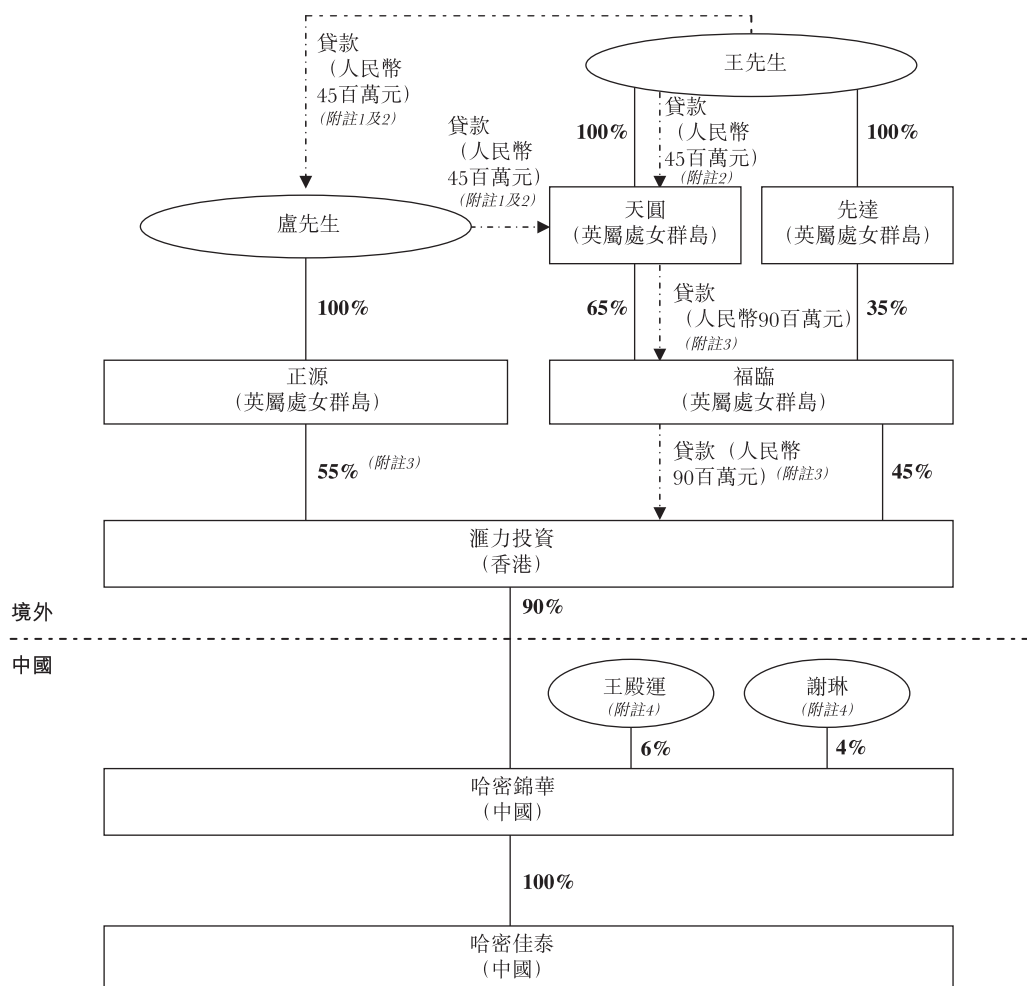 貸款
（人民幣
45百萬元）
（附註1及2）
王先生
貸款
（人民幣
45百萬元）
（附註1及2）
100%
貸款
（人民幣
45百萬元）
（附註2）
100%
盧先生
天圓
（英屬處女群島）
先達
（英屬處女群島）
100%
65%
貸款
（人民幣90百萬元）
（附註3）
35%
正源
（英屬處女群島）
福臨
（英屬處女群島）
55%（附註3）
貸款（人民幣
90百萬元）（附註3）
45%
滙力投資
（香港）
境外
90%
中國
王殿運
（附註4）
謝琳
（附註4）
6%
4%
哈密錦華
（中國）
100%
哈密佳泰
（中國）